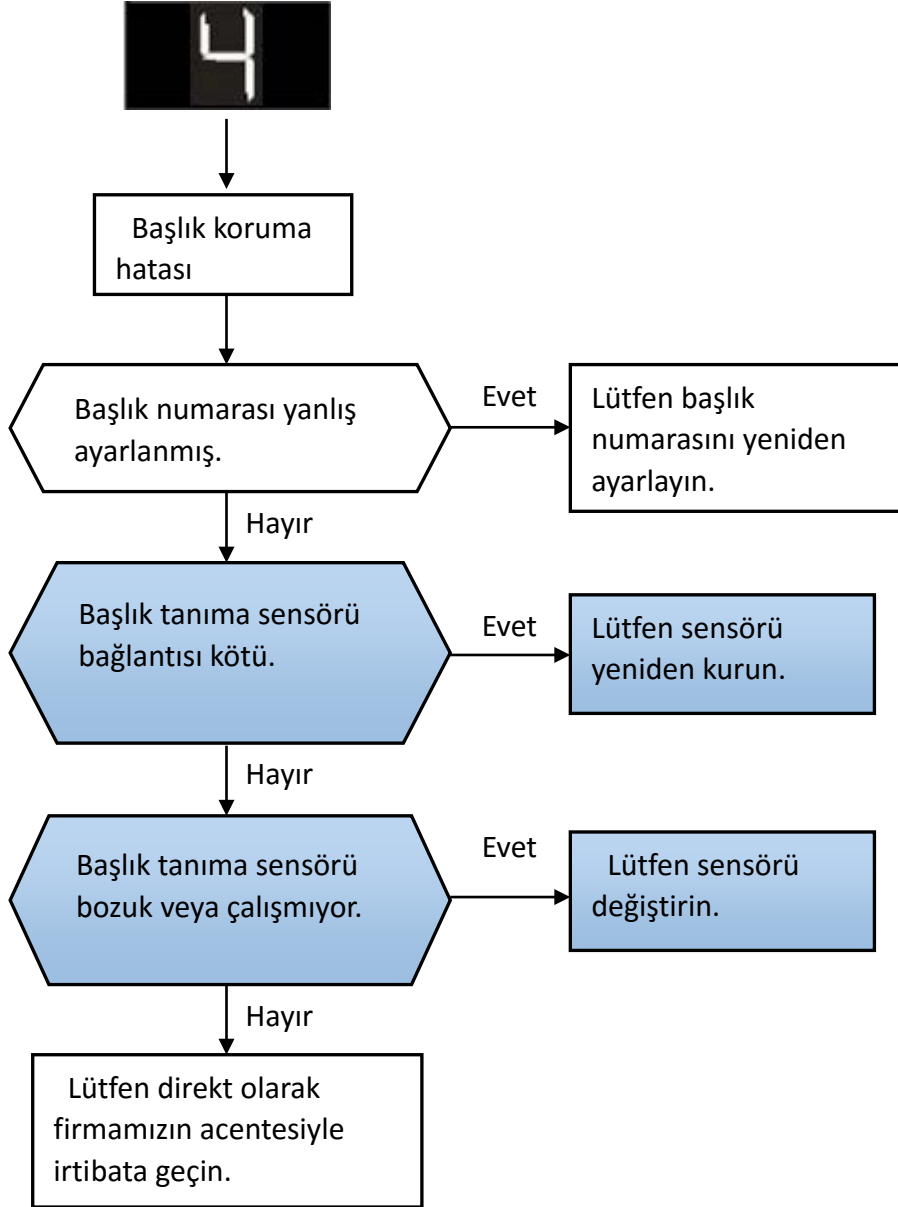 4
Başlık koruma
hatası
Başlık numarası yanlış
ayarlanmış.
Evet
Lütfen başlık
numarasını yeniden
ayarlayın.
Hayır
Başlık tanıma sensörü
bağlantısı kötü.
Evet
Lütfen sensörü
yeniden kurun.
Hayır
Başlık tanıma sensörü
bozuk veya çalışmıyor.
Evet
Lütfen sensörü
değiştirin.
Hayır
Lütfen direkt olarak
firmamızın acentesiyle
irtibata geçin.